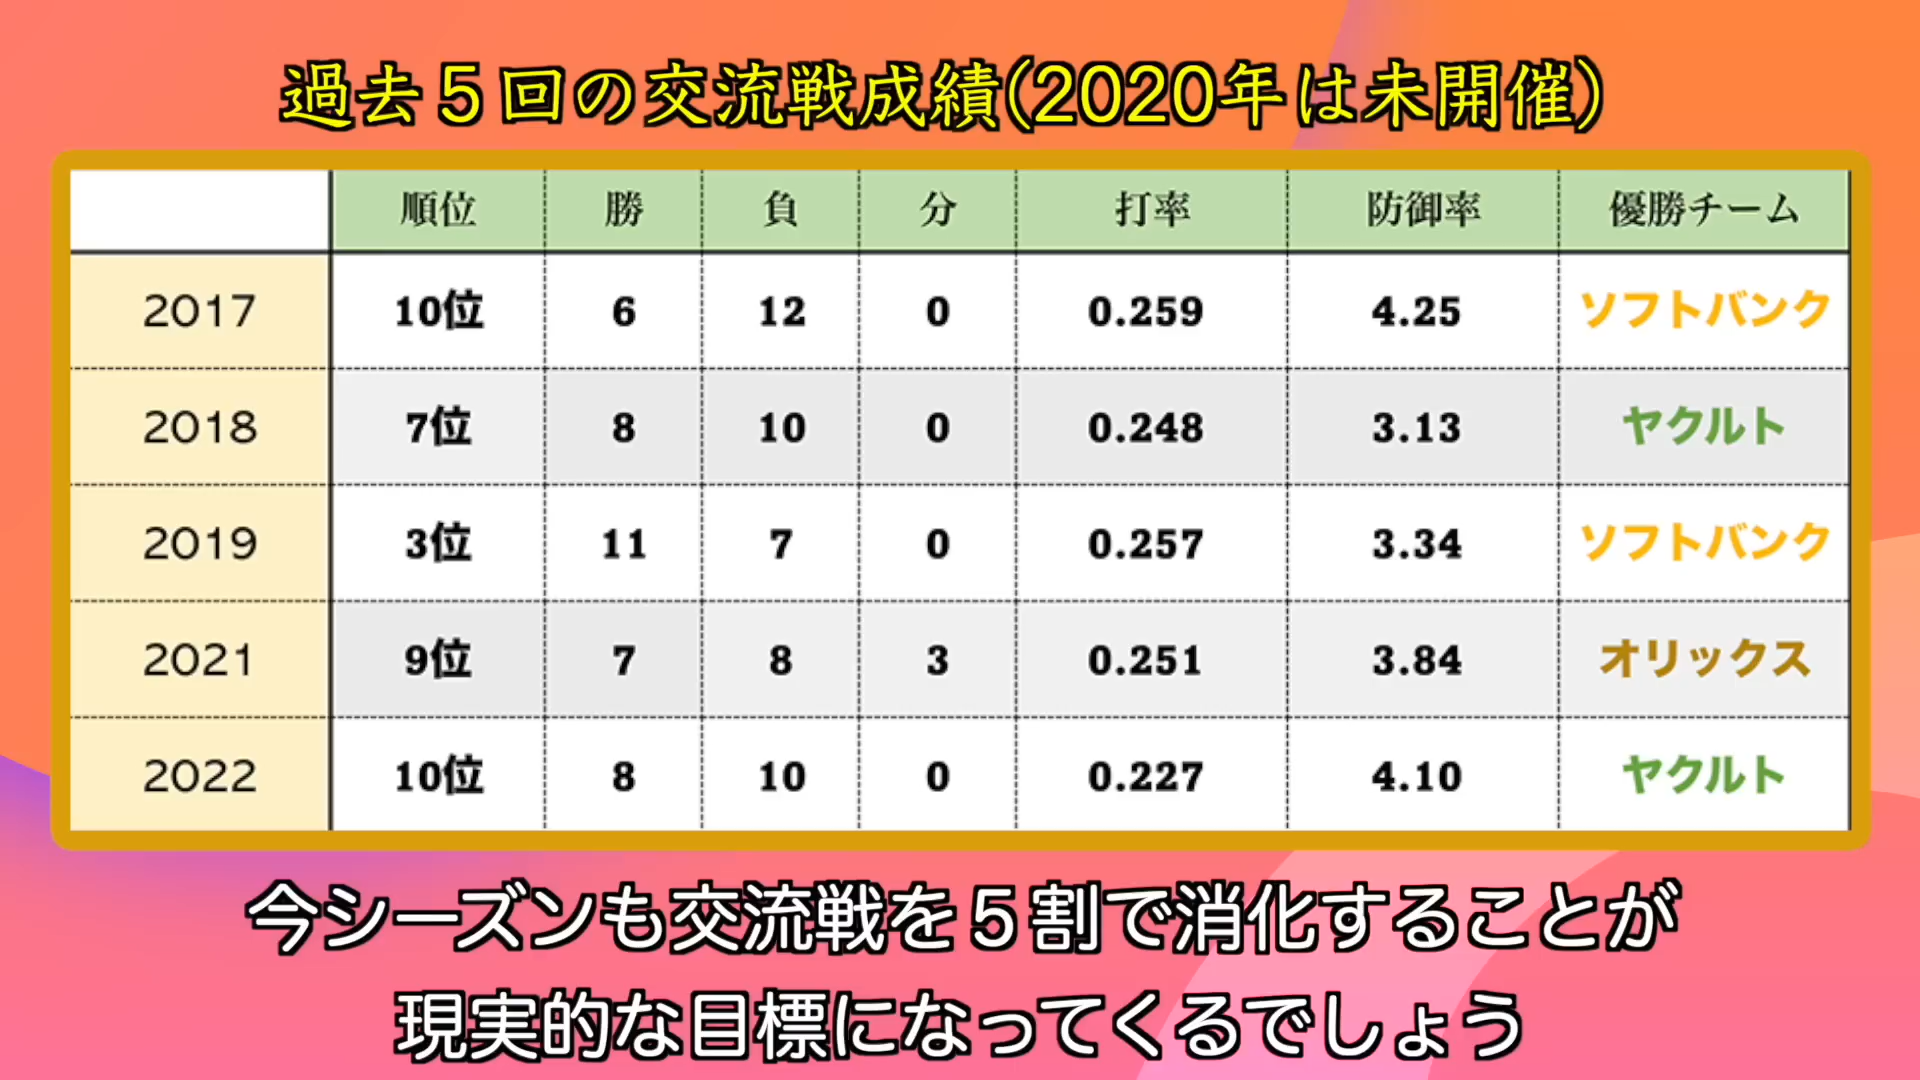 過去５回の交流戦成績(2020年は未開催)
順位 勝 負 分 打率 防御率 優勝チーム
2017 10位 6 12 0 0.259 4.25 ソフトバンク
2018 7位 8 10 0 0.248 3.13 ヤクルト
2019 3位 11 7 0 0.257 3.34 ソフトバンク
2021 9位 7 8 3 0.251 3.84 オリックス
2022 10位 8 10 0 0.227 4.10 ヤクルト
今シーズンも交流戦を５割で消化することが
現実的な目標になってくるでしょう